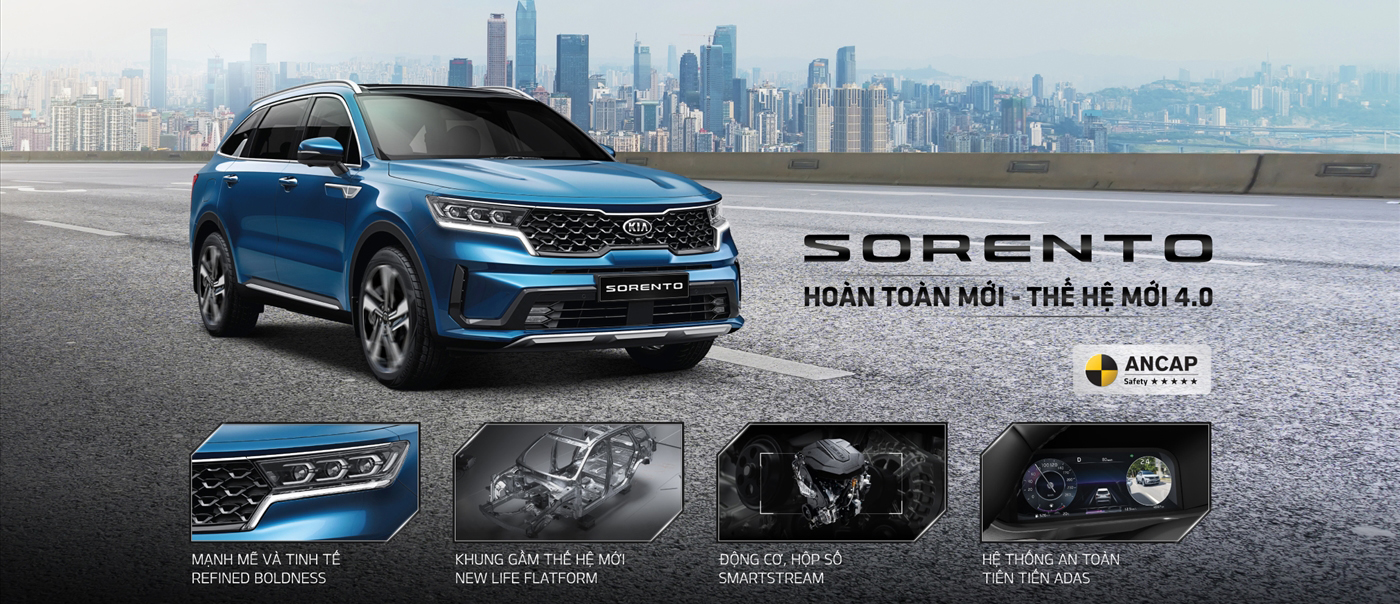 KIA
SORENTO
SORENTO
HOÀN TOÀN MỚI - THẾ HỆ MỚI 4.0
ANCAP
Safety ★★★★★
MẠNH MẼ VÀ TINH TẾ
REFINED BOLDNESS
KHUNG GẦM THẾ HỆ MỚI
NEW LIFE FLATFORM
ĐỘNG CƠ, HỘP SỐ
SMARTSTREAM
HỆ THỐNG AN TOÀN
TIÊN TIẾN ADAS